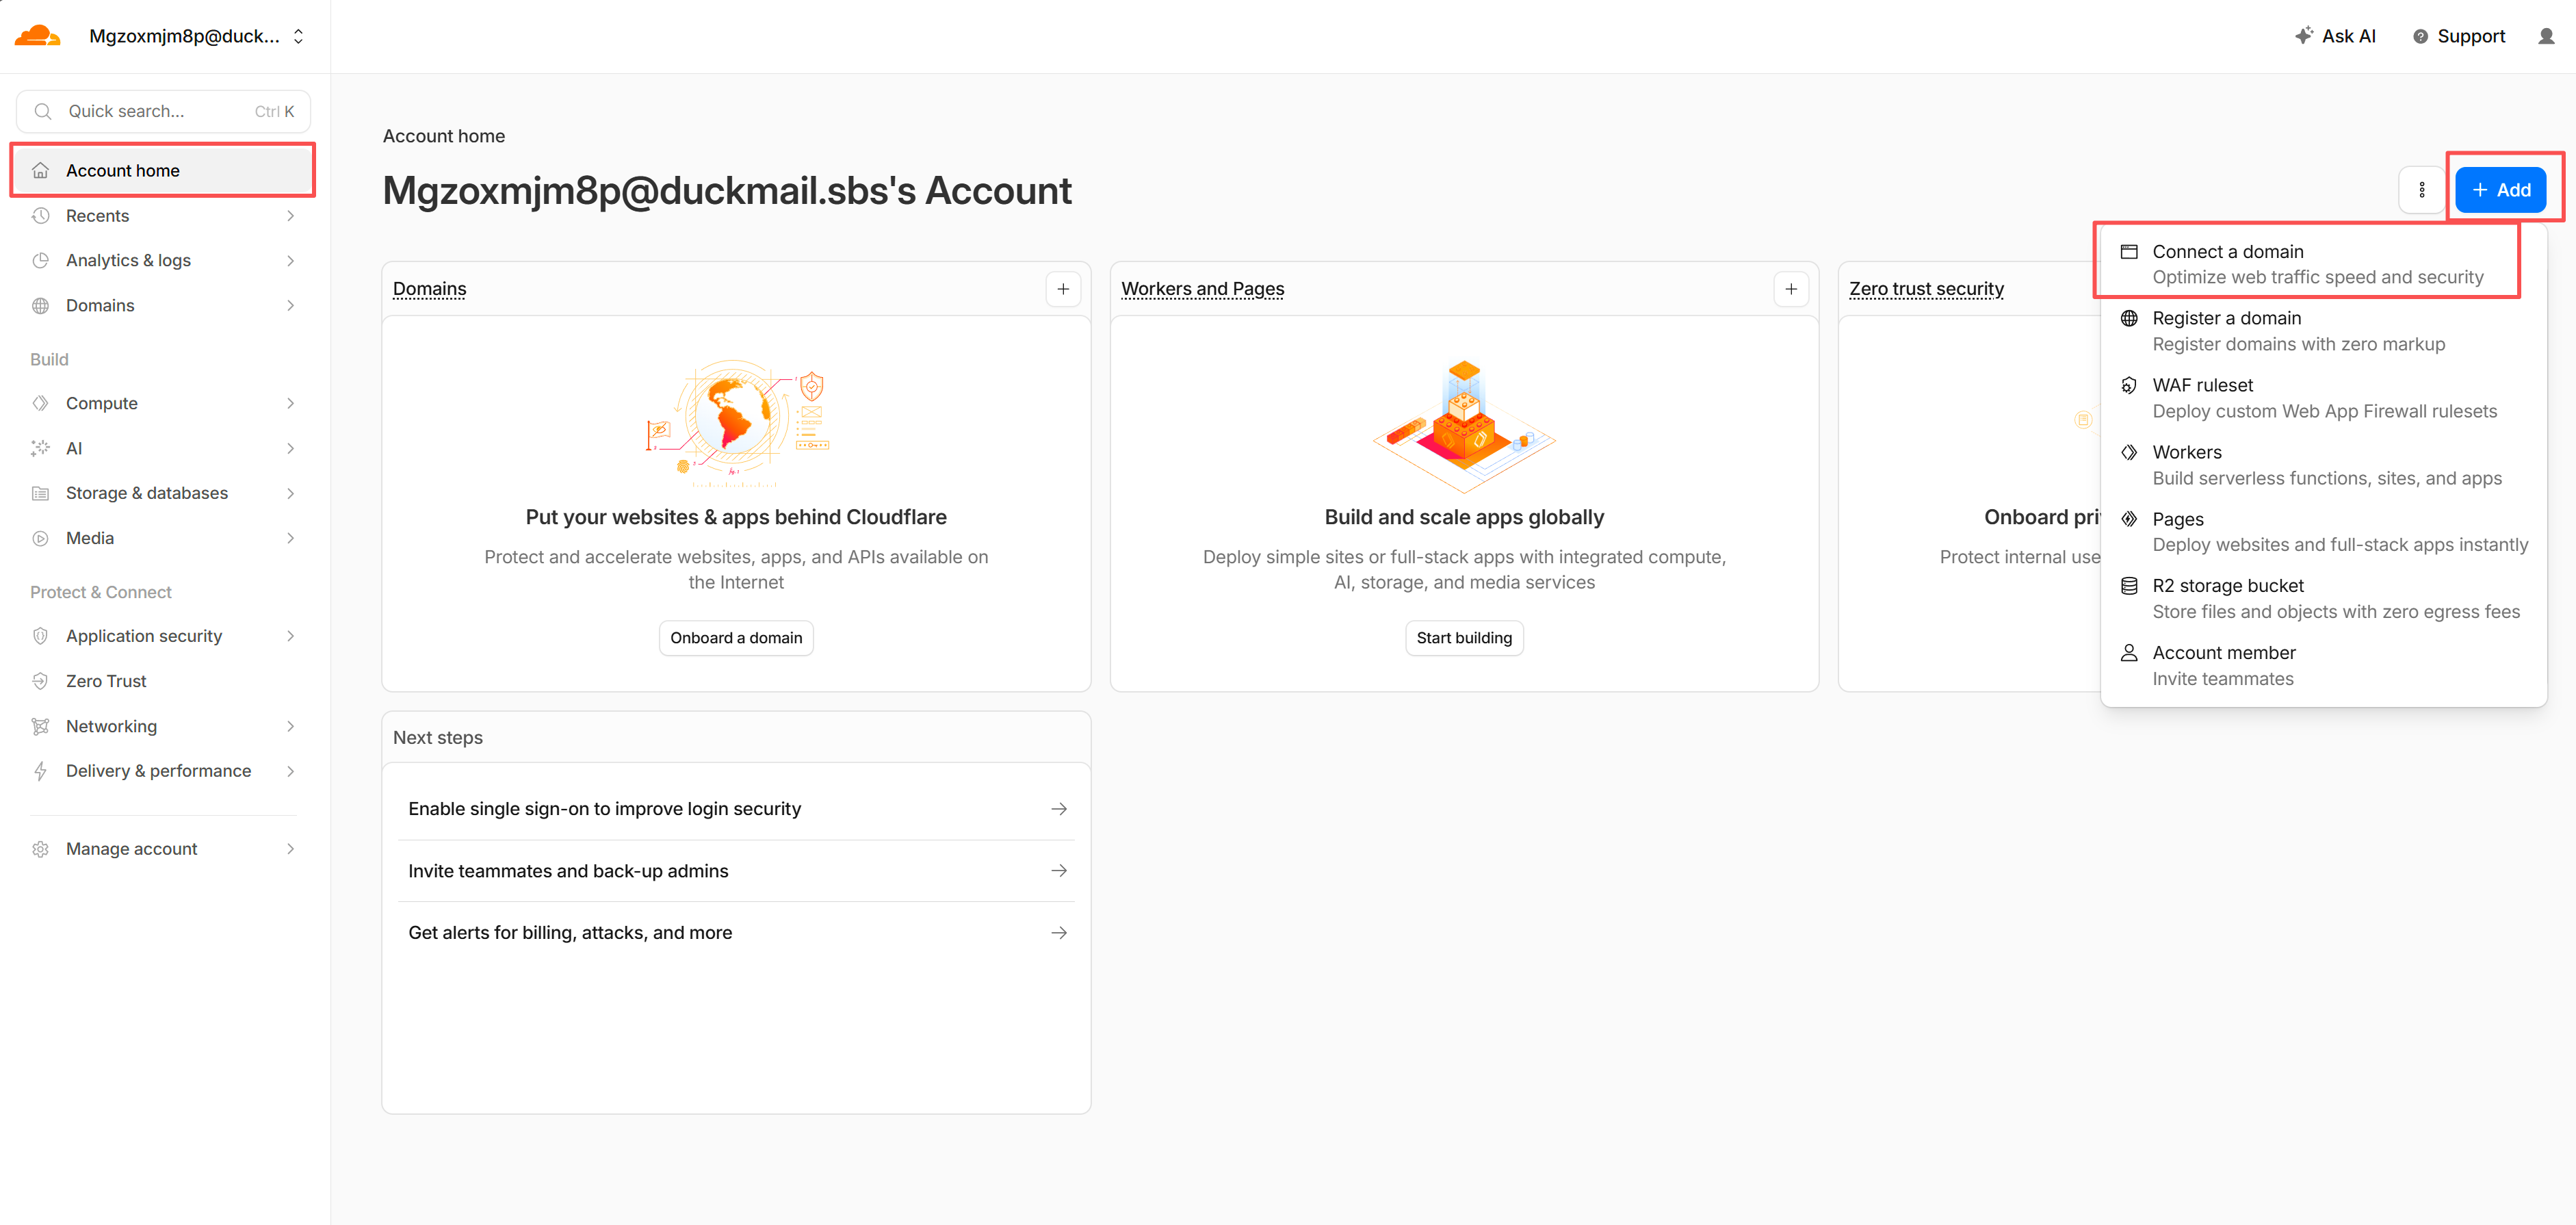 Mgzoxmjm8p@duck...
Ask AI
Support
Quick search...
Ctrl K
Account home
Recents
Analytics & logs
Domains
Build
Compute
AI
Storage & databases
Media
Protect & Connect
Application security
Zero Trust
Networking
Delivery & performance
Manage account
Account home
Mgzoxmjm8p@duckmail.sbs's Account
+ Add
Domains
Put your websites & apps behind Cloudflare
Protect and accelerate websites, apps, and APIs available on
the Internet
Onboard a domain
Workers and Pages
Build and scale apps globally
Deploy simple sites or full-stack apps with integrated compute,
AI, storage, and media services
Start building
Zero trust security
Onboard pri
Protect internal use
Connect a domain
Optimize web traffic speed and security
Register a domain
Register domains with zero markup
WAF ruleset
Deploy custom Web App Firewall rulesets
Workers
Build serverless functions, sites, and apps
Pages
Deploy websites and full-stack apps instantly
R2 storage bucket
Store files and objects with zero egress fees
Account member
Invite teammates
Next steps
Enable single sign-on to improve login security
Invite teammates and back-up admins
Get alerts for billing, attacks, and more